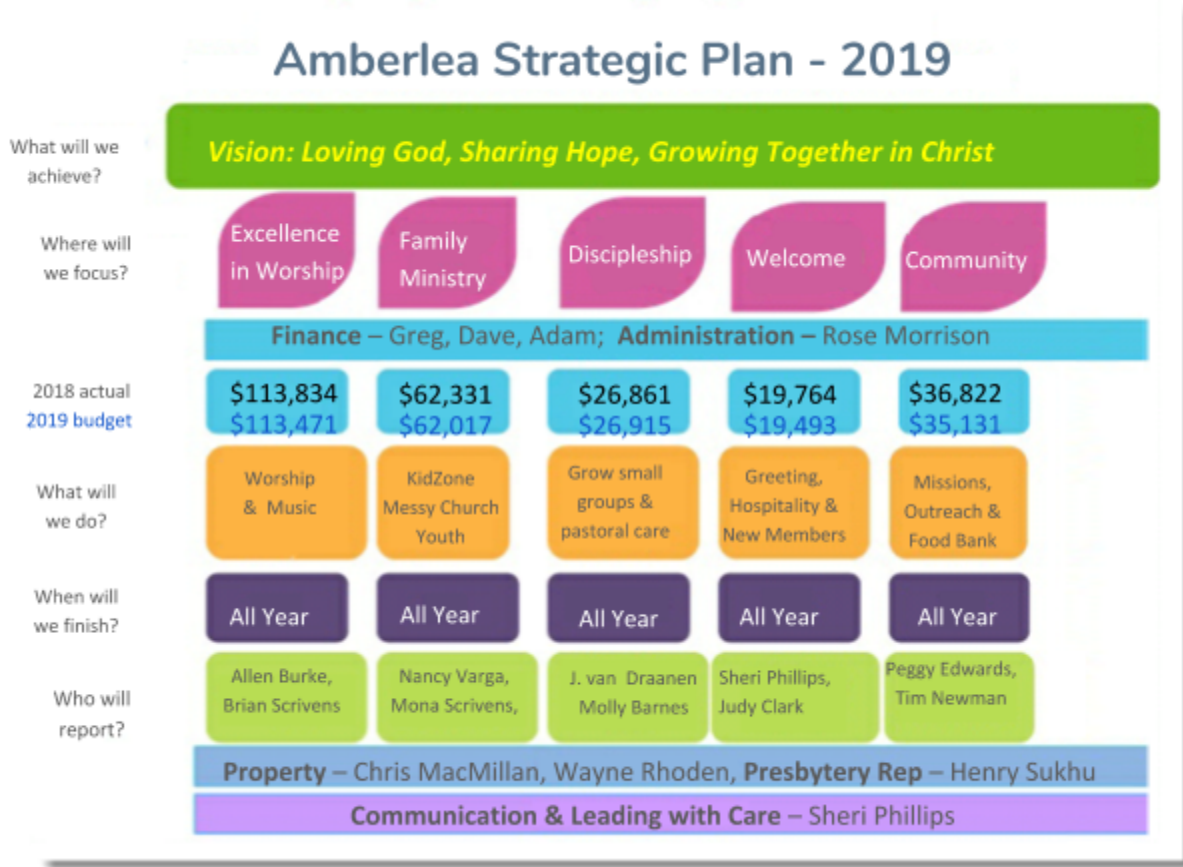 Amberlea Strategic Plan - 2019
What will we
achieve?
Vision: Loving God, Sharing Hope, Growing Together in Christ
Where will
we focus?
Excellence
in Worship
Family
Ministry
Discipleship
Welcome
Community
Finance – Greg, Dave, Adam; Administration – Rose Morrison
2018 actual
2019 budget
$113,834
$113,471
$62,331
$62,017
$26,861
$26,915
$19,764
$19,493
$36,822
$35,131
What will
we do?
Worship
& Music
KidZone
Messy Church
Youth
Grow small
groups &
pastoral care
Greeting,
Hospitality &
New Members
Missions,
Outreach &
Food Bank
When will
we finish?
All Year
All Year
All Year
All Year
All Year
Who will
report?
Allen Burke,
Brian Scrivens
Nancy Varga,
Mona Scrivens,
J. van Draanen
Molly Barnes
Sheri Phillips,
Judy Clark
Peggy Edwards,
Tim Newman
Property – Chris MacMillan, Wayne Rhoden, Presbytery Rep – Henry Sukhu
Communication & Leading with Care – Sheri Phillips